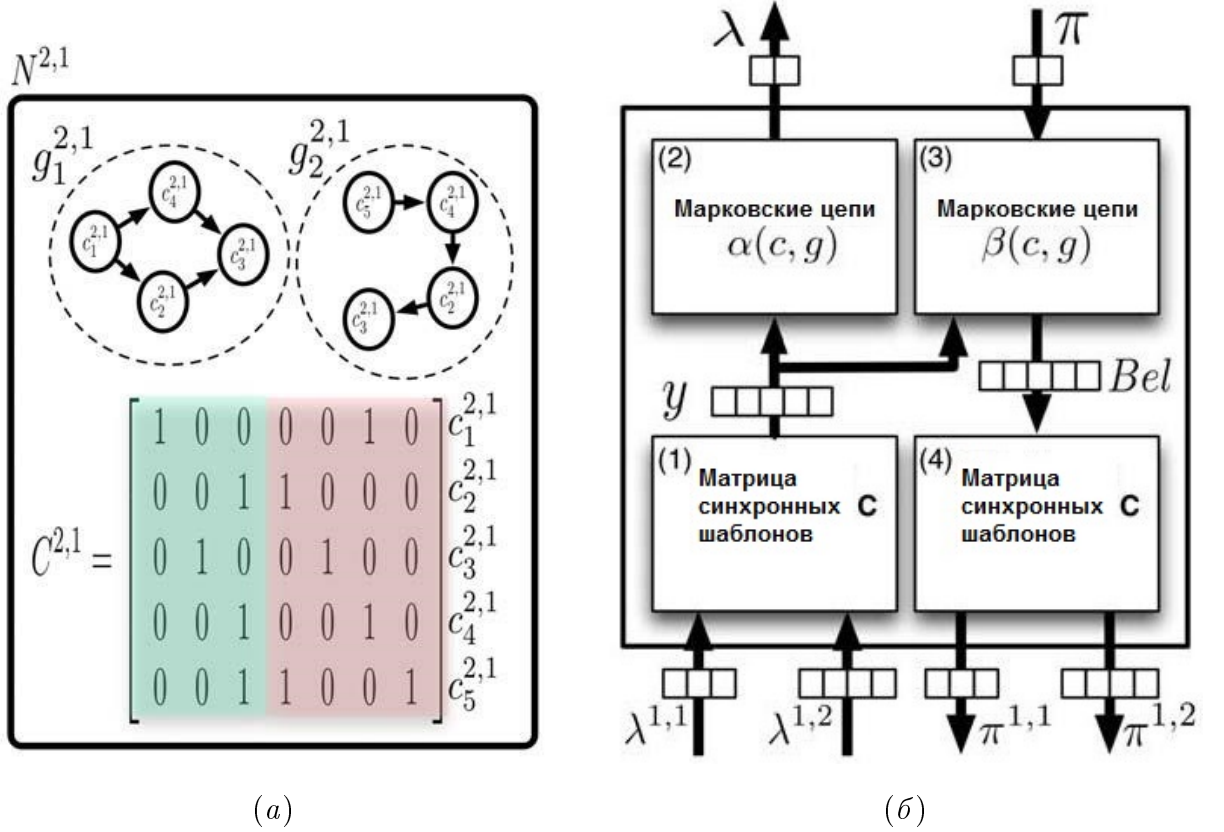 N^{2,1}
g_1^{2,1}
g_2^{2,1}
c_4^{2,1}
c_1^{2,1}
c_3^{2,1}
c_2^{2,1}
c_5^{2,1}
c_4^{2,1}
c_2^{2,1}
c_3^{2,1}
1 0 0 0 0 1 0 c_1^{2,1}
0 0 1 1 0 0 0 c_2^{2,1}
C^{2,1} = 0 1 0 0 1 0 0 c_3^{2,1}
0 0 1 0 0 1 0 c_4^{2,1}
0 0 1 1 0 0 1 c_5^{2,1}
(а)
λ
π
(2)
Марковские цепи
α(c, g)
(3)
Марковские цепи
β(c, g)
y
Bel
(1)
Матрица
синхронных C
шаблонов
(4)
Матрица
синхронных C
шаблонов
λ^{1,1}
λ^{1,2}
π^{1,1}
π^{1,2}
(б)